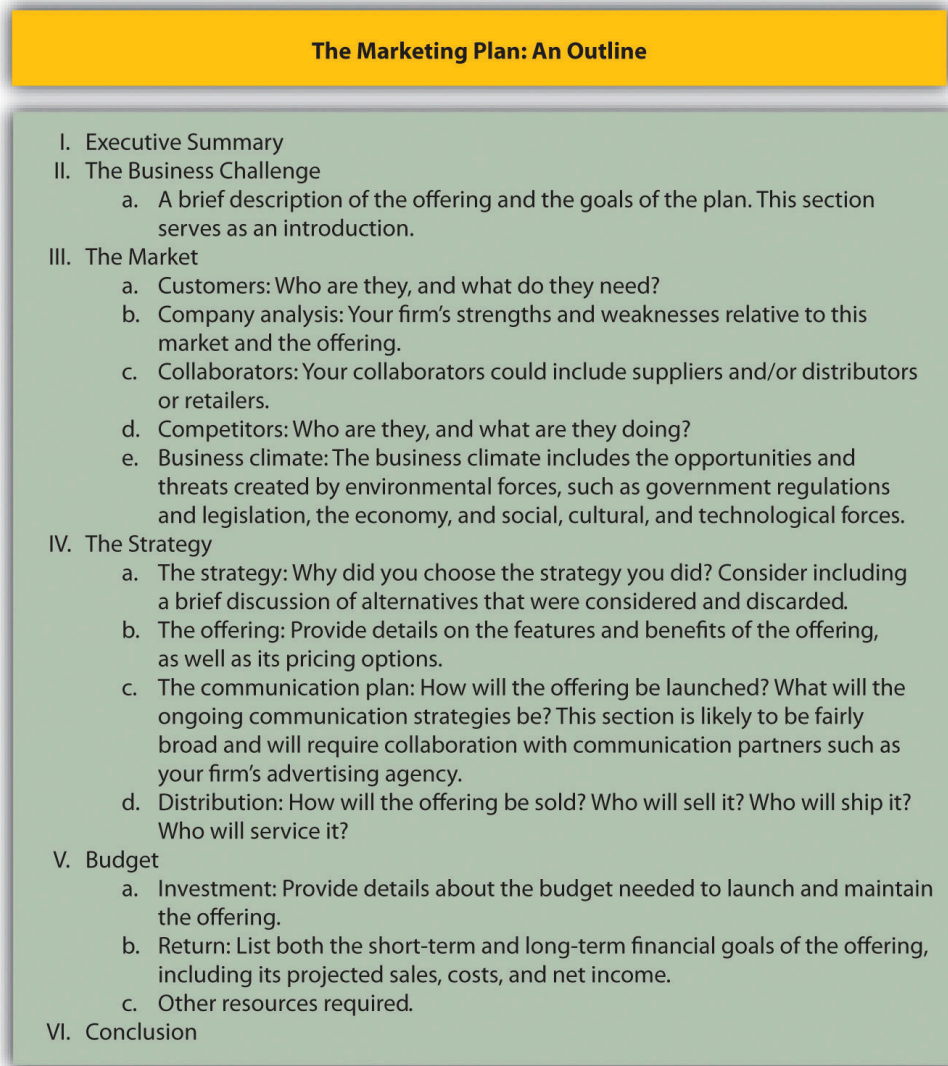 The Marketing Plan: An Outline
I. Executive Summary
II. The Business Challenge
a. A brief description of the offering and the goals of the plan. This section
serves as an introduction.
III. The Market
a. Customers: Who are they, and what do they need?
b. Company analysis: Your firm's strengths and weaknesses relative to this
market and the offering.
c. Collaborators: Your collaborators could include suppliers and/or distributors
or retailers.
d. Competitors: Who are they, and what are they doing?
e. Business climate: The business climate includes the opportunities and
threats created by environmental forces, such as government regulations
and legislation, the economy, and social, cultural, and technological forces.
IV. The Strategy
a. The strategy: Why did you choose the strategy you did? Consider including
a brief discussion of alternatives that were considered and discarded.
b. The offering: Provide details on the features and benefits of the offering,
as well as its pricing options.
c. The communication plan: How will the offering be launched? What will the
ongoing communication strategies be? This section is likely to be fairly
broad and will require collaboration with communication partners such as
your firm's advertising agency.
d. Distribution: How will the offering be sold? Who will sell it? Who will ship it?
Who will service it?
V. Budget
a. Investment: Provide details about the budget needed to launch and maintain
the offering.
b. Return: List both the short-term and long-term financial goals of the offering,
including its projected sales, costs, and net income.
c. Other resources required.
VI. Conclusion